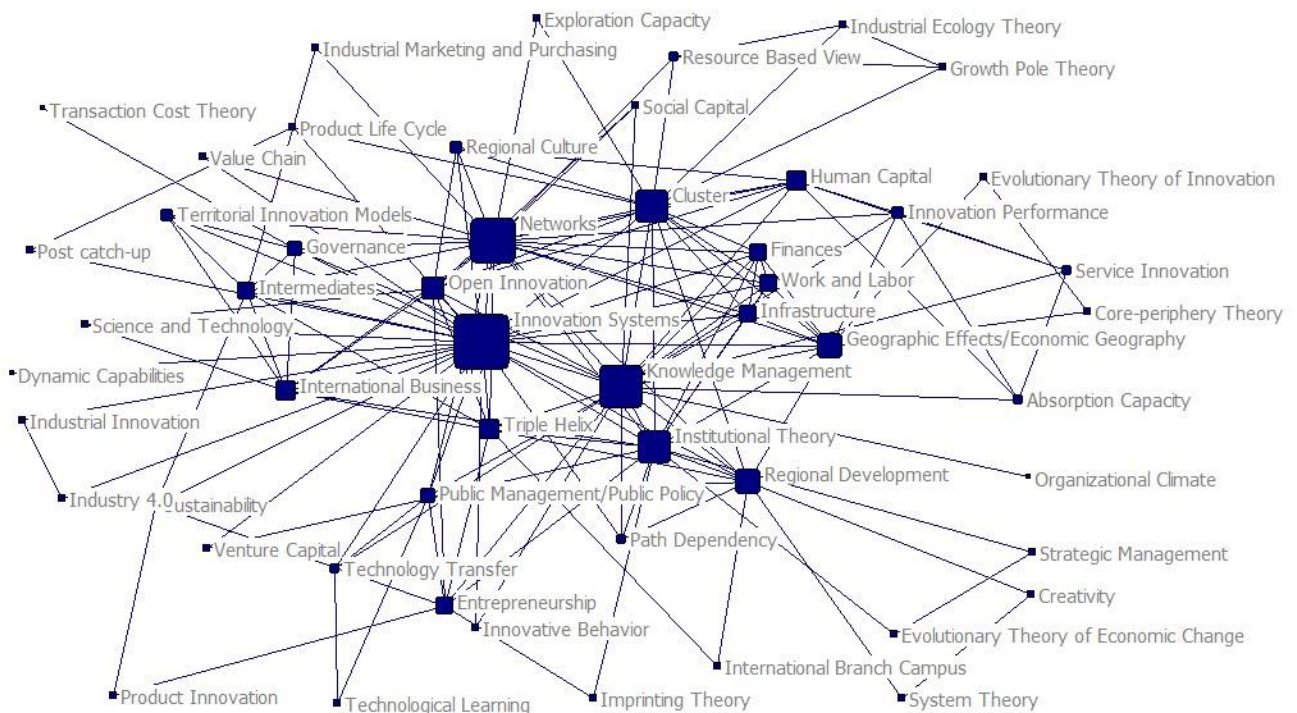 Exploration Capacity
Industrial Ecology Theory
Industrial Marketing and Purchasing
Resource Based View
Growth Pole Theory
Transaction Cost Theory
Social Capital
Product Life Cycle
Regional Culture
Value Chain
Human Capital
Evolutionary Theory of Innovation
Cluster
Territorial Innovation Models
Networks
Innovation Performance
Post catch-up
Governance
Finances
Service Innovation
Intermediates
Open Innovation
Work and Labor
Science and Technology
Innovation Systems
Infrastructure
Core-periphery Theory
Geographic Effects/Economic Geography
Dynamic Capabilities
International Business
Knowledge Management
Absorption Capacity
Industrial Innovation
Triple Helix
Institutional Theory
Regional Development
Organizational Climate
Industry 4.0
ustainability
Public Management/Public Policy
Venture Capital
Path Dependency
Strategic Management
Technology Transfer
Creativity
Entrepreneurship
Innovative Behavior
Evolutionary Theory of Economic Change
International Branch Campus
Product Innovation
Technological Learning
Imprinting Theory
System Theory